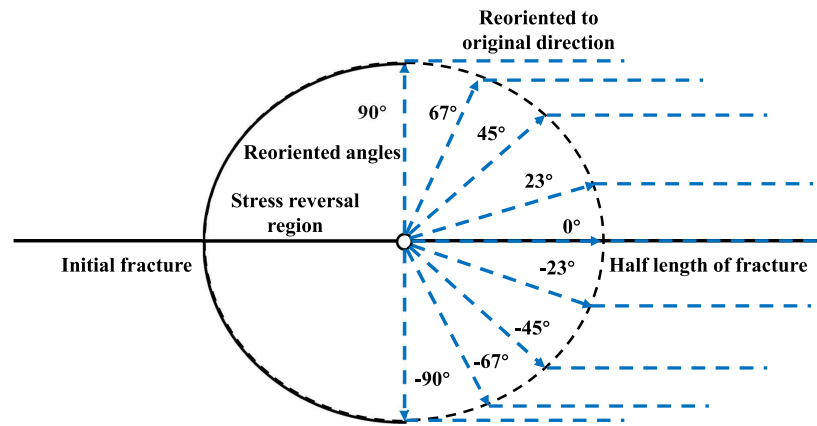 Reoriented to
original direction
90°
67°
45°
Reoriented angles
23°
Stress reversal
region
0°
Initial fracture
-23°
Half length of fracture
-45°
-67°
-90°